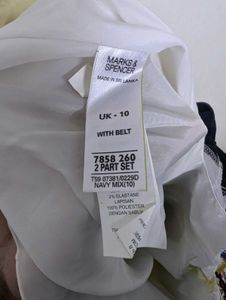 MARKS &
SPENCER
MADE IN SRI LANKA
UK - 10
WITH BELT
7858 260
2 PART SET
T59 07381/0229D
NAVY MIX(10)
2% ELASTANE
LAPISAN
100% POLIESTER